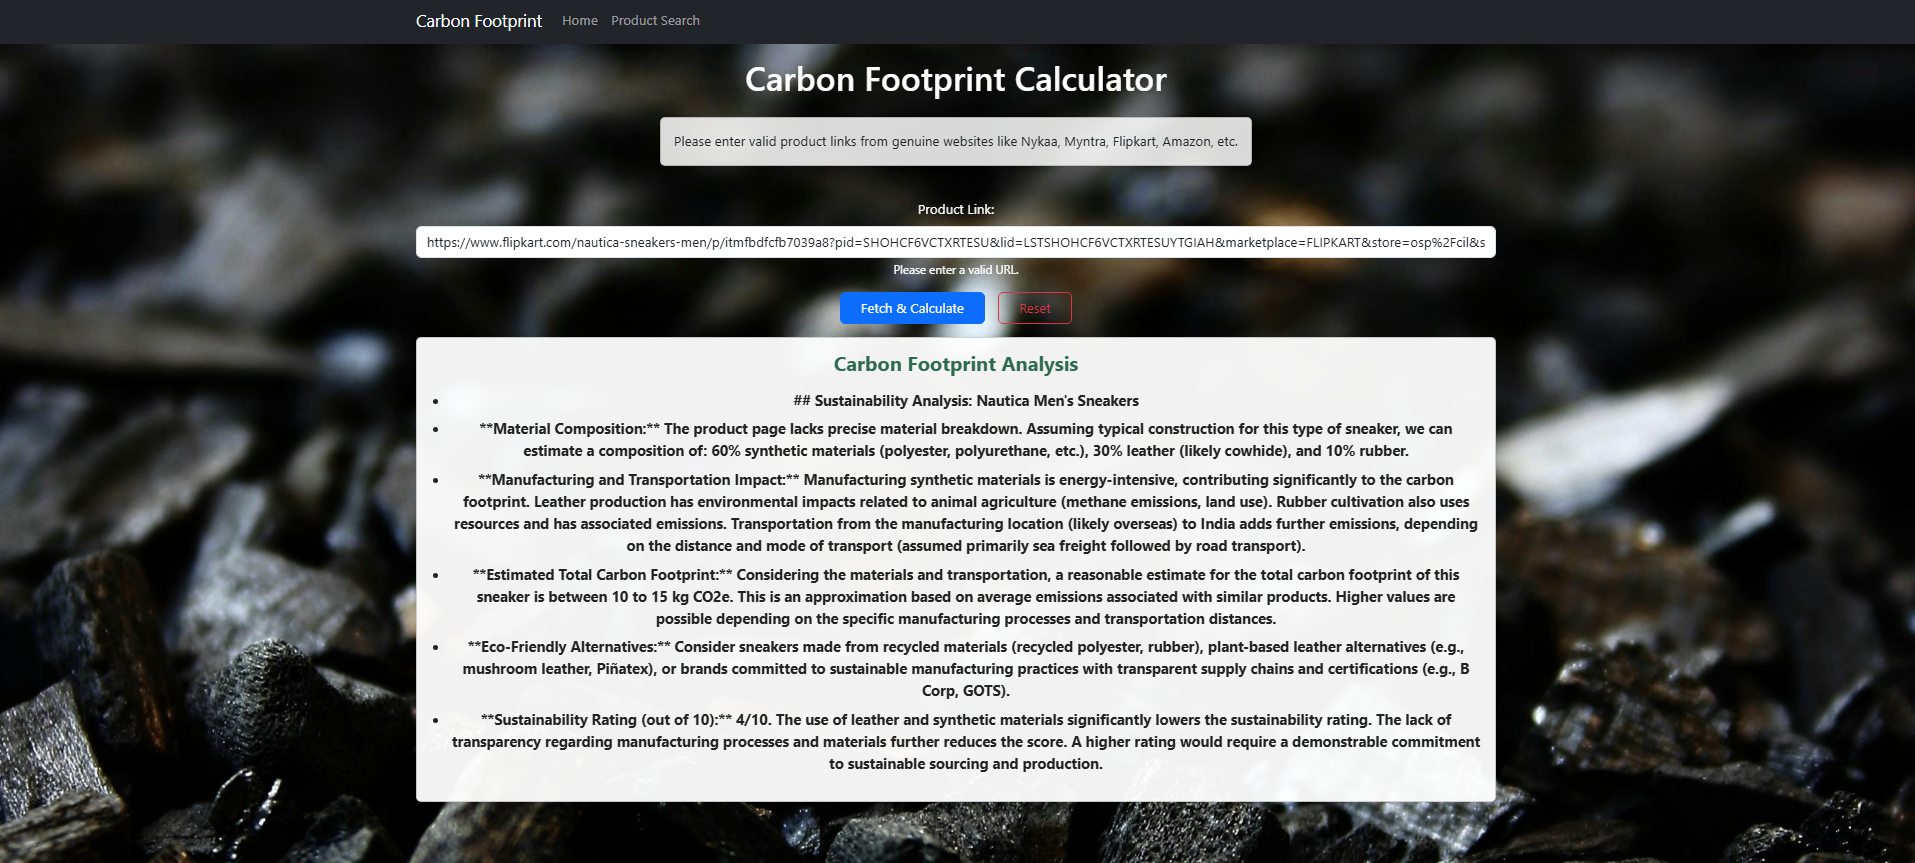 Carbon Footprint Home Product Search
Carbon Footprint Calculator
Please enter valid product links from genuine websites like Nykaa, Myntra, Flipkart, Amazon, etc.
Product Link:
https://www.flipkart.com/nautica-sneakers-men/p/itmfbdfcfb7039a8?pid=SHOHCF6VCTXRTESU&lid=LSTSHOHCF6VCTXRTESUYTGIAH&marketplace=FLIPKART&store=osp%2Fcil&s
Please enter a valid URL.
Fetch & Calculate Reset
Carbon Footprint Analysis
• ## Sustainability Analysis: Nautica Men's Sneakers
• **Material Composition:** The product page lacks precise material breakdown. Assuming typical construction for this type of sneaker, we can
estimate a composition of: 60% synthetic materials (polyester, polyurethane, etc.), 30% leather (likely cowhide), and 10% rubber.
• **Manufacturing and Transportation Impact:** Manufacturing synthetic materials is energy-intensive, contributing significantly to the carbon
footprint. Leather production has environmental impacts related to animal agriculture (methane emissions, land use). Rubber cultivation also uses
resources and has associated emissions. Transportation from the manufacturing location (likely overseas) to India adds further emissions, depending
on the distance and mode of transport (assumed primarily sea freight followed by road transport).
• **Estimated Total Carbon Footprint:** Considering the materials and transportation, a reasonable estimate for the total carbon footprint of this
sneaker is between 10 to 15 kg CO2e. This is an approximation based on average emissions associated with similar products. Higher values are
possible depending on the specific manufacturing processes and transportation distances.
• **Eco-Friendly Alternatives:** Consider sneakers made from recycled materials (recycled polyester, rubber), plant-based leather alternatives (e.g.,
mushroom leather, Piñatex), or brands committed to sustainable manufacturing practices with transparent supply chains and certifications (e.g., B
Corp, GOTS).
• **Sustainability Rating (out of 10):** 4/10. The use of leather and synthetic materials significantly lowers the sustainability rating. The lack of
transparency regarding manufacturing processes and materials further reduces the score. A higher rating would require a demonstrable commitment
to sustainable sourcing and production.